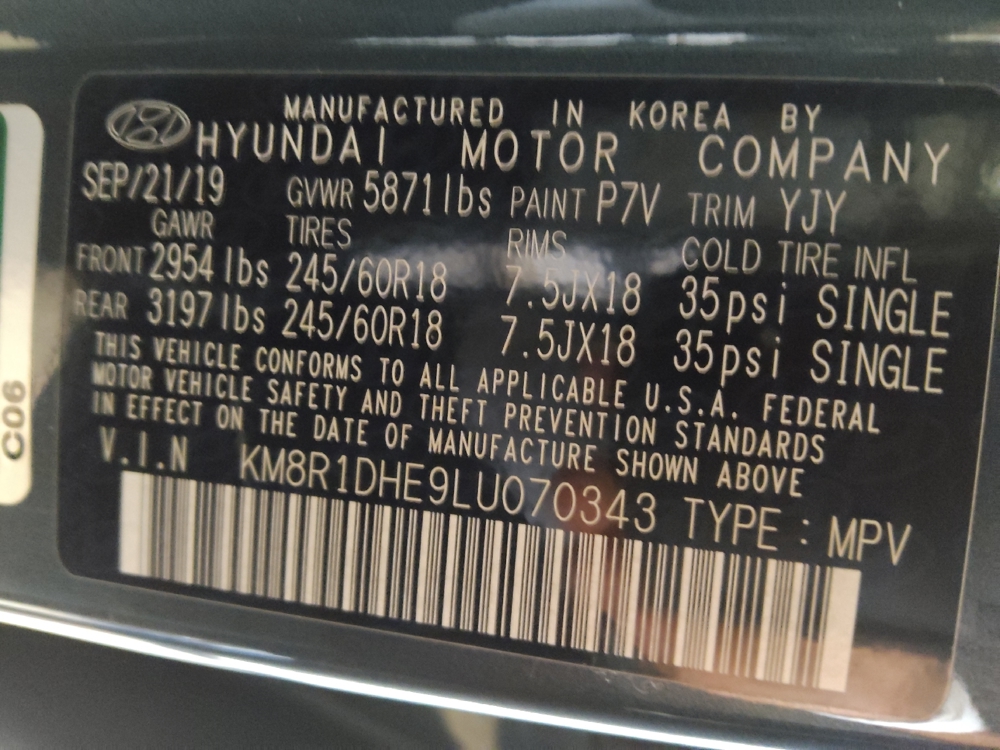 MANUFACTURED IN KOREA BY
HYUNDAI MOTOR COMPANY
SEP/21/19 GVWR 5871lbs PAINT P7V TRIM YJY
GAWR TIRES RIMS COLD TIRE INFL
FRONT 2954 lbs 245/60R18 7.5JX18 35psi SINGLE
REAR 3197lbs 245/60R18 7.5JX18 35psi SINGLE
THIS VEHICLE CONFORMS TO ALL APPLICABLE U.S.A. FEDERAL
MOTOR VEHICLE SAFETY AND THEFT PREVENTION STANDARDS
IN EFFECT ON THE DATE OF MANUFACTURE SHOWN ABOVE
V.I.N KM8R1DHE9LU070343 TYPE : MPV
C06